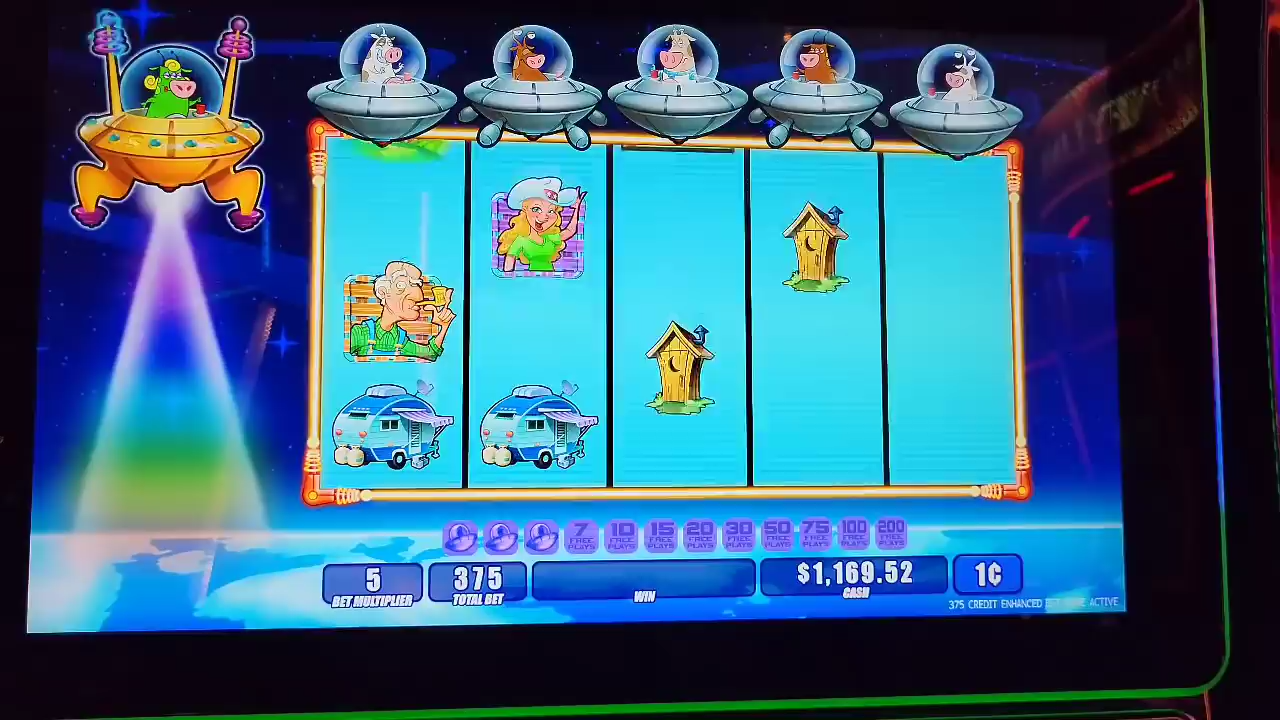 7 FREE PLAYS 10 FREE PLAYS 15 FREE PLAYS 20 FREE PLAYS 30 FREE PLAYS 50 FREE PLAYS 75 FREE PLAYS 100 FREE PLAYS 200 FREE PLAYS
5 375 $1,169.52 1¢
BET MULTIPLIER TOTAL BET WIN CASH
375 CREDIT ENHANCED BET TYPE ACTIVE